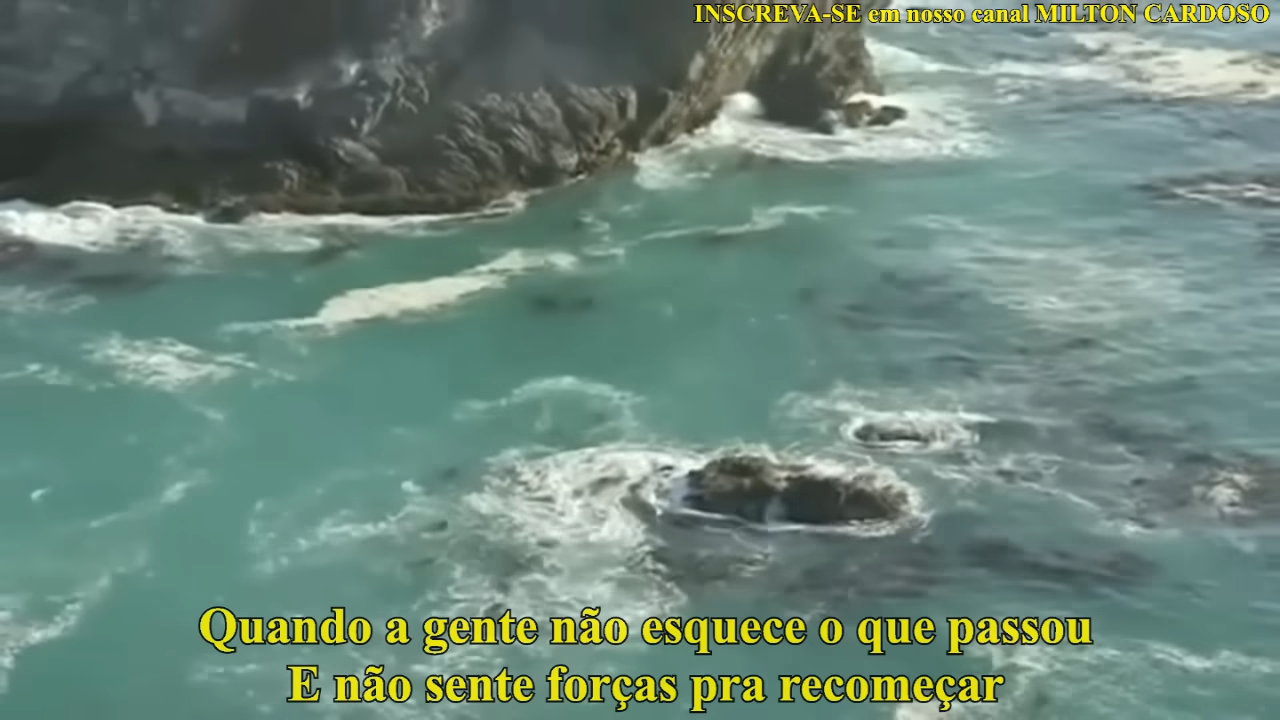 INSCREVA-SE em nosso canal MILTON CARDOSO
Quando a gente não esquece o que passou
E não sente forças pra recomeçar